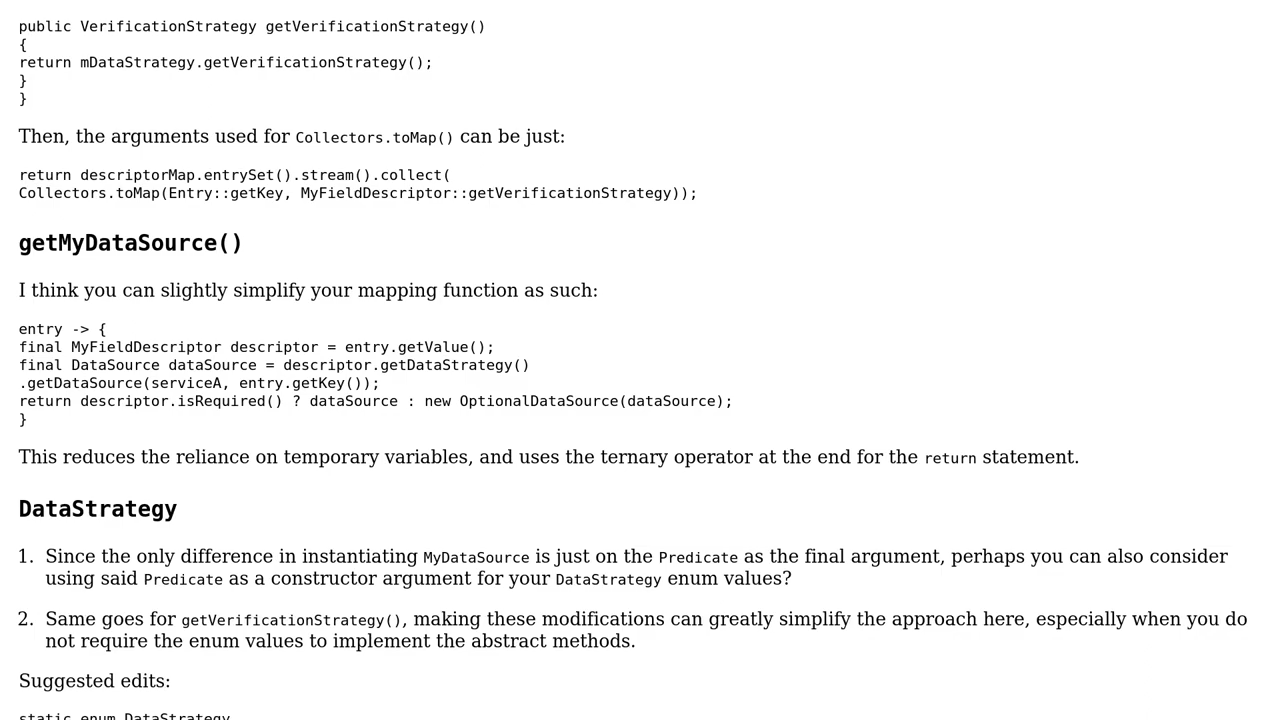 public VerificationStrategy getVerificationStrategy()
{
return mDataStrategy.getVerificationStrategy();
}
}
Then, the arguments used for Collectors.toMap() can be just:
return descriptorMap.entrySet().stream().collect(
Collectors.toMap(Entry::getKey, MyFieldDescriptor::getVerificationStrategy));
getMyDataSource()
I think you can slightly simplify your mapping function as such:
entry -> {
final MyFieldDescriptor descriptor = entry.getValue();
final DataSource dataSource = descriptor.getDataStrategy()
.getDataSource(serviceA, entry.getKey());
return descriptor.isRequired() ? dataSource : new OptionalDataSource(dataSource);
}
This reduces the reliance on temporary variables, and uses the ternary operator at the end for the return statement.
DataStrategy
1. Since the only difference in instantiating MyDataSource is just on the Predicate as the final argument, perhaps you can also consider
using said Predicate as a constructor argument for your DataStrategy enum values?
2. Same goes for getVerificationStrategy(), making these modifications can greatly simplify the approach here, especially when you do
not require the enum values to implement the abstract methods.
Suggested edits:
static enum DataStrategy